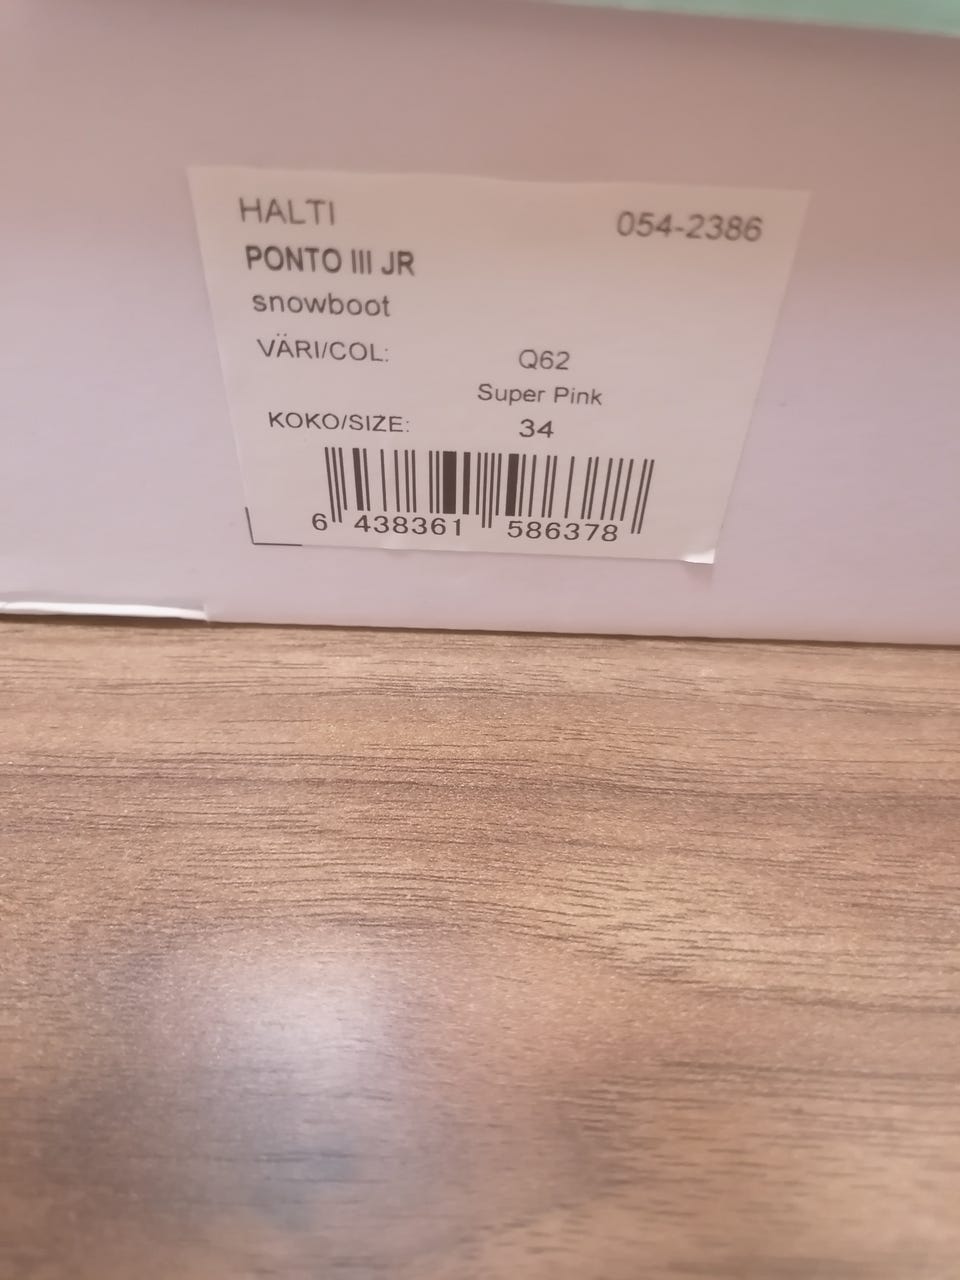 HALTI 054-2386
PONTO III JR
snowboot
VÄRI/COL: Q62
Super Pink
KOKO/SIZE: 34
6 438361 586378